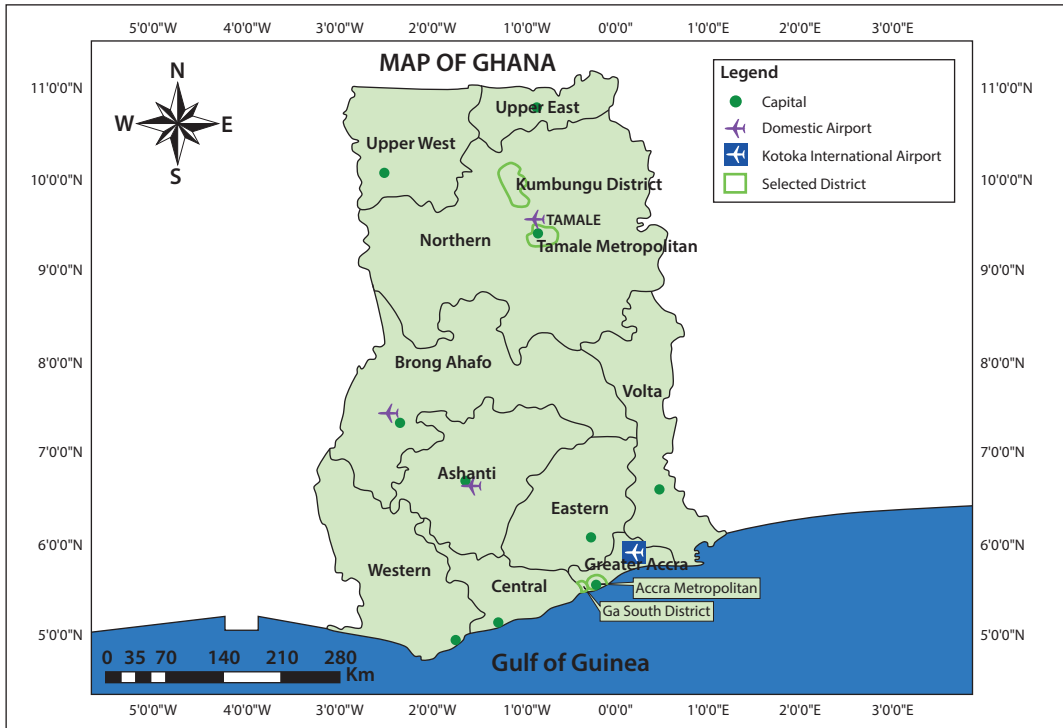 5'0'0"W 4'0'0"W 3'0'0"W 2'0'0"W 1'0'0"W 0'0'0" 1'0'0"E 2'0'0"E 3'0'0"E
MAP OF GHANA
N
W E
S
Legend
Capital
Domestic Airport
Kotoka International Airport
Selected District
11'0'0"N 11'0'0"N
10'0'0"N 10'0'0"N
9'0'0"N 9'0'0"N
8'0'0"N 8'0'0"N
7'0'0"N 7'0'0"N
6'0'0"N 6'0'0"N
5'0'0"N 5'0'0"N
Upper East
Upper West
Kumbungu District
TAMALE
Northern
Tamale Metropolitan
Brong Ahafo
Volta
Ashanti
Eastern
Greater Accra
Western
Central
Accra Metropolitan
Ga South District
Gulf of Guinea
0 35 70 140 210 280
Km
5'0'0"W 4'0'0"W 3'0'0"W 2'0'0"W 1'0'0"W 0'0'0" 1'0'0"E 2'0'0"E 3'0'0"E